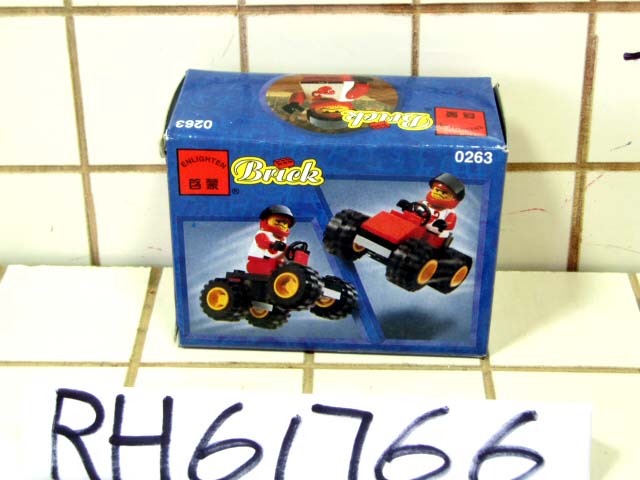 0263
Brick
0263
ENLIGHTEN
启蒙
®
Brick
RH61766